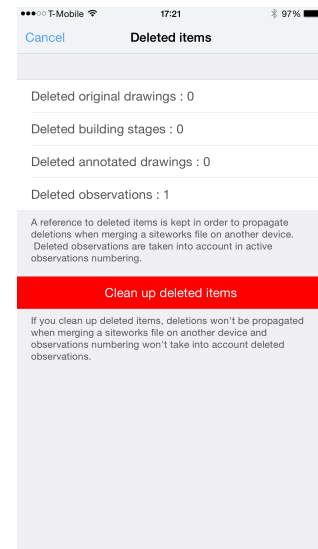 T-Mobile 17:21 97%
Cancel Deleted items
Deleted original drawings : 0
Deleted building stages : 0
Deleted annotated drawings : 0
Deleted observations : 1
A reference to deleted items is kept in order to propagate
deletions when merging a siteworks file on another device.
Deleted observations are taken into account in active
observations numbering.
Clean up deleted items
If you clean up deleted items, deletions won't be propagated
when merging a siteworks file on another device and
observations numbering won't take into account deleted
observations.